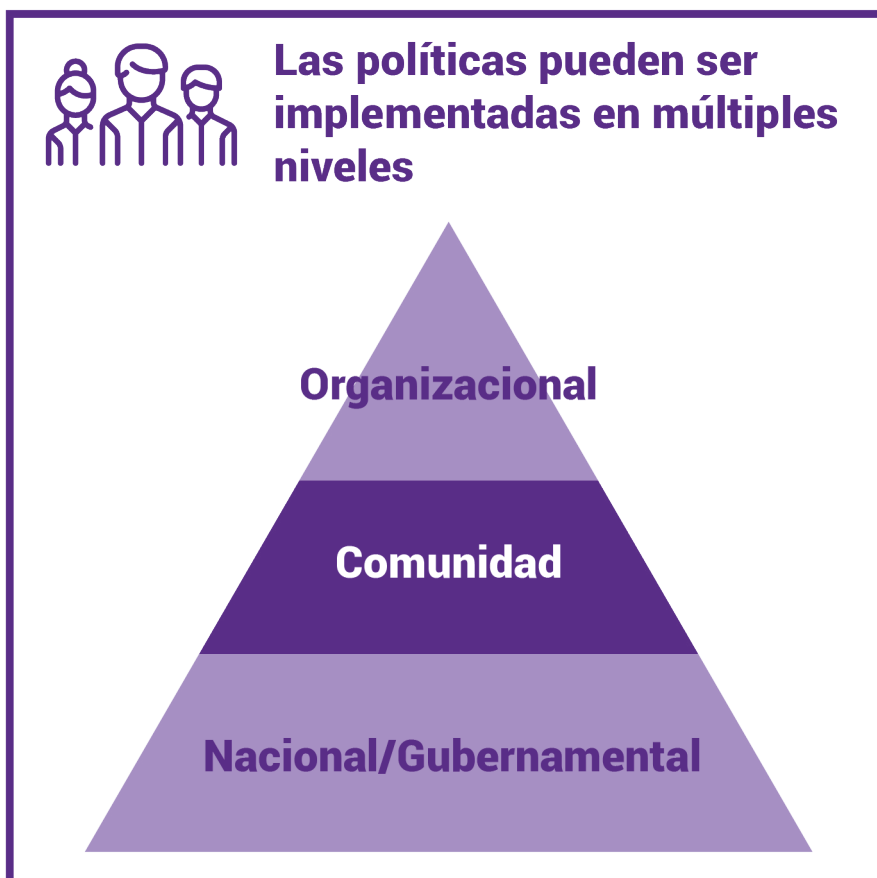 Las políticas pueden ser
implementadas en múltiples
niveles
Organizacional
Comunidad
Nacional/Gubernamental